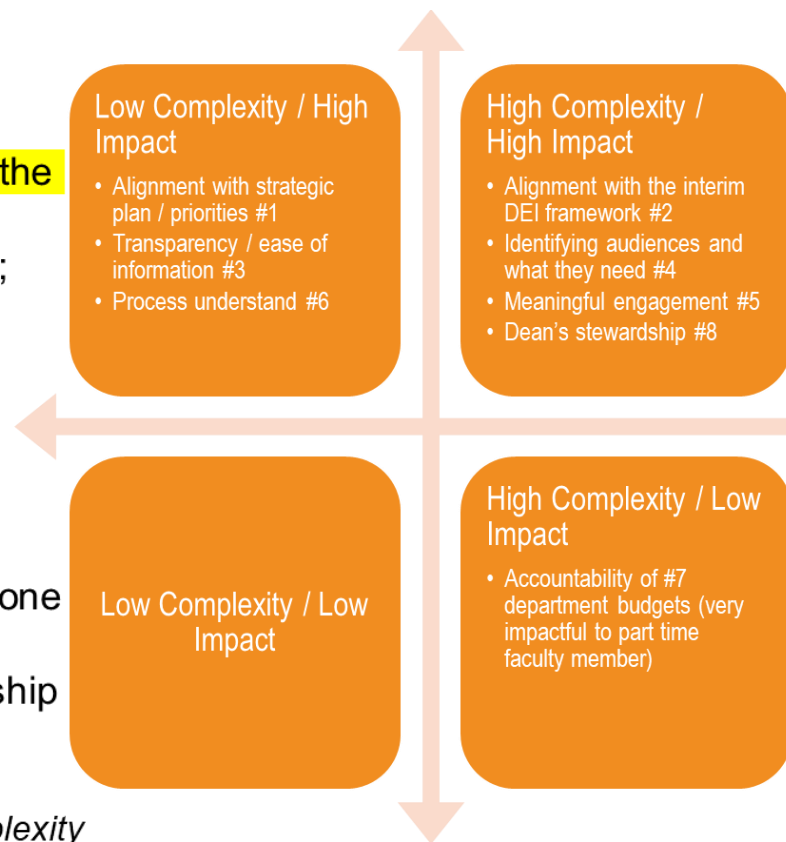 the
;
one
ship
plexity
Low Complexity / High
Impact
• Alignment with strategic
plan / priorities #1
• Transparency / ease of
information #3
• Process understand #6
High Complexity /
High Impact
• Alignment with the interim
DEI framework #2
• Identifying audiences and
what they need #4
• Meaningful engagement #5
• Dean's stewardship #8
Low Complexity / Low
Impact
High Complexity / Low
Impact
• Accountability of #7
department budgets (very
impactful to part time
faculty member)